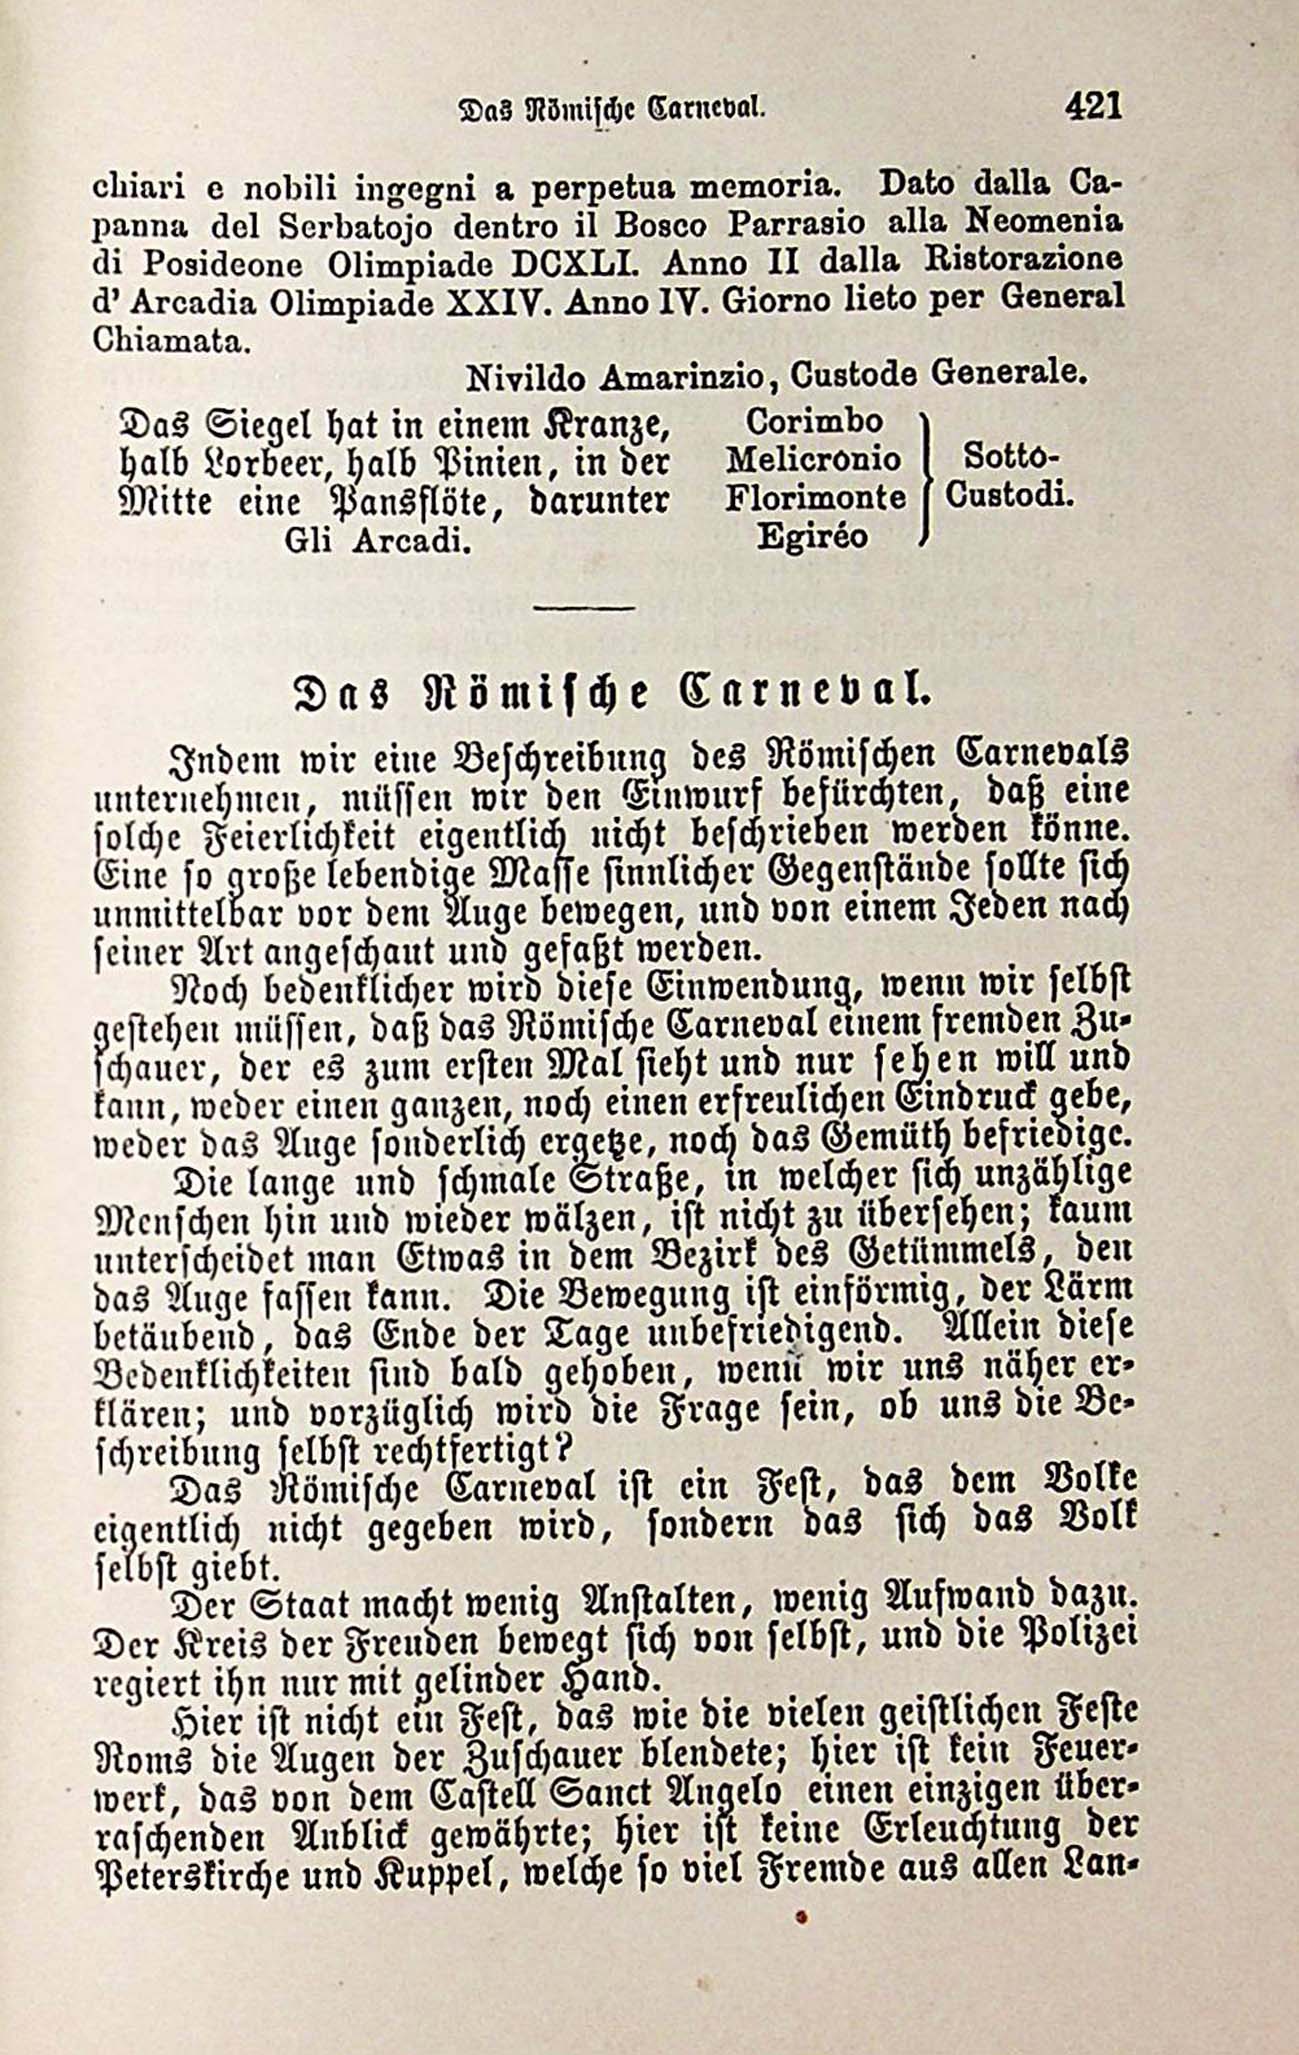 Das Römische Carneval. 421
chiari e nobili ingegni a perpetua memoria. Dato dalla Ca-
panna del Serbatojo dentro il Bosco Parrasio alla Neomenia
di Posideone Olimpiade DCXLI. Anno II dalla Ristorazione
d' Arcadia Olimpiade XXIV. Anno IV. Giorno lieto per General
Chiamata.
Nivildo Amarinzio, Custode Generale.
Das Siegel hat in einem Kranze,
halb Lorbeer, halb Pinien, in der
Mitte eine Pansflöte, darunter
Gli Arcadi.
Corimbo
Melicronio
Florimonte
Egiréo
Sotto-
Custodi.
Das Römische Carneval.
Indem wir eine Beschreibung des Römischen Carnevals
unternehmen, müssen wir den Einwurf befürchten, daß eine
solche Feierlichkeit eigentlich nicht beschrieben werden könne.
Eine so große lebendige Masse sinnlicher Gegenstände sollte sich
unmittelbar vor dem Auge bewegen, und von einem Jeden nach
seiner Art angeschaut und gefaßt werden.
Noch bedenklicher wird diese Einwendung, wenn wir selbst
gestehen müssen, daß das Römische Carneval einem fremden Zu-
schauer, der es zum ersten Mal sieht und nur sehen will und
kann, weder einen ganzen, noch einen erfreulichen Eindruck gebe,
weder das Auge sonderlich ergetze, noch das Gemüth befriedige.
Die lange und schmale Straße, in welcher sich unzählige
Menschen hin und wieder wälzen, ist nicht zu übersehen; kaum
unterscheidet man Etwas in dem Bezirk des Getümmels, den
das Auge fassen kann. Die Bewegung ist einförmig, der Lärm
betäubend, das Ende der Tage unbefriedigend. Allein diese
Bedenklichkeiten sind bald gehoben, wenn wir uns näher er-
klären; und vorzüglich wird die Frage sein, ob uns die Be-
schreibung selbst rechtfertigt?
Das Römische Carneval ist ein Fest, das dem Volke
eigentlich nicht gegeben wird, sondern das sich das Volk
selbst giebt.
Der Staat macht wenig Anstalten, wenig Aufwand dazu.
Der Kreis der Freuden bewegt sich von selbst, und die Polizei
regiert ihn nur mit gelinder Hand.
Hier ist nicht ein Fest, das wie die vielen geistlichen Feste
Roms die Augen der Zuschauer blendete; hier ist kein Feuer-
werk, das von dem Castell Sanct Angelo einen einzigen über-
raschenden Anblick gewährte; hier ist keine Erleuchtung der
Peterskirche und Kuppel, welche so viel Fremde aus allen Lan-